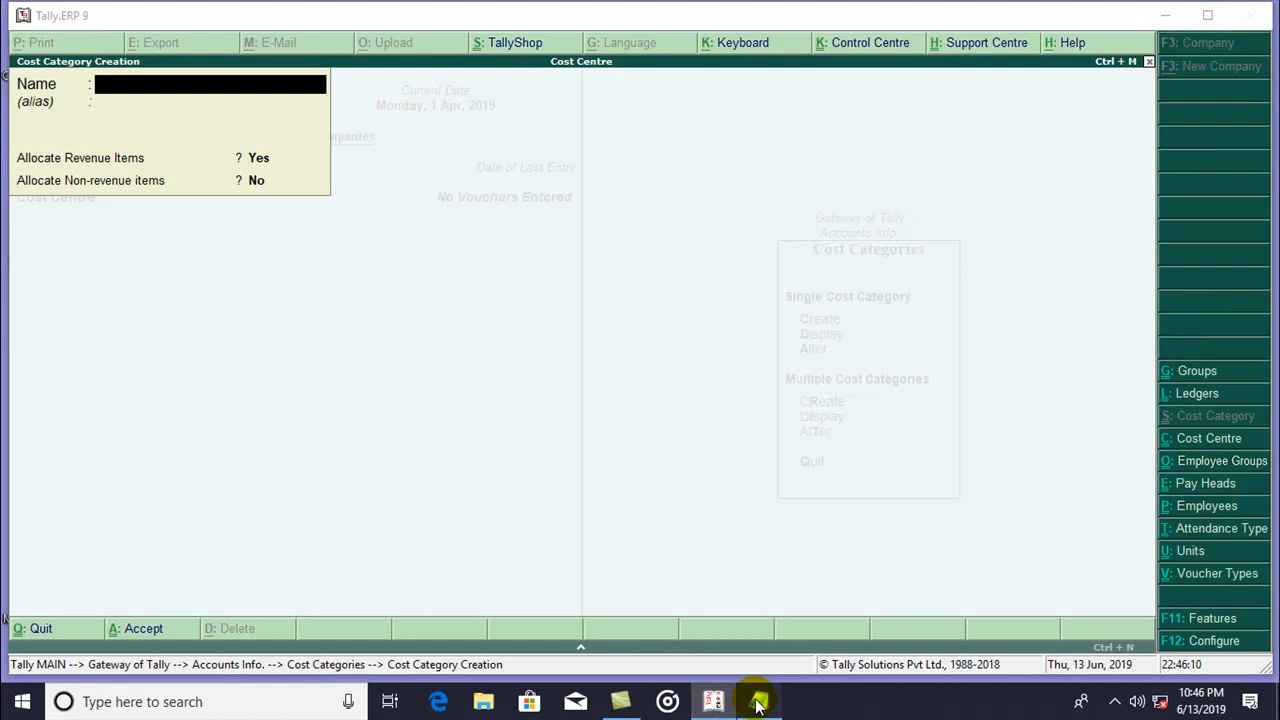 Tally.ERP 9
P: Print
E: Export
M: E-Mail
O: Upload
S: TallyShop
G: Language
K: Keyboard
K: Control Centre
H: Support Centre
H: Help
F3: Company
F3: New Company
Cost Category Creation
Cost Centre
Ctrl + M
Name :
(alias) :
Allocate Revenue Items ? Yes
Allocate Non-revenue items ? No
Current Date
Monday, 1 Apr, 2019
Date of Last Entry
Cost Centre
No Vouchers Entered
Gateway of Tally ...
Accounts Info. ...
Cost Categories
Single Cost Category
Create
Display
Alter
Multiple Cost Categories
CReate
DIsplay
AlTer
Quit
G: Groups
L: Ledgers
S: Cost Category
C: Cost Centre
O: Employee Groups
E: Pay Heads
P: Employees
T: Attendance Type
U: Units
V: Voucher Types
F11: Features
F12: Configure
Q: Quit
A: Accept
D: Delete
Ctrl + N
Tally MAIN --> Gateway of Tally --> Accounts Info. --> Cost Categories --> Cost Category Creation
© Tally Solutions Pvt Ltd., 1988-2018
Thu, 13 Jun, 2019
22:46:10
Type here to search
10:46 PM
6/13/2019